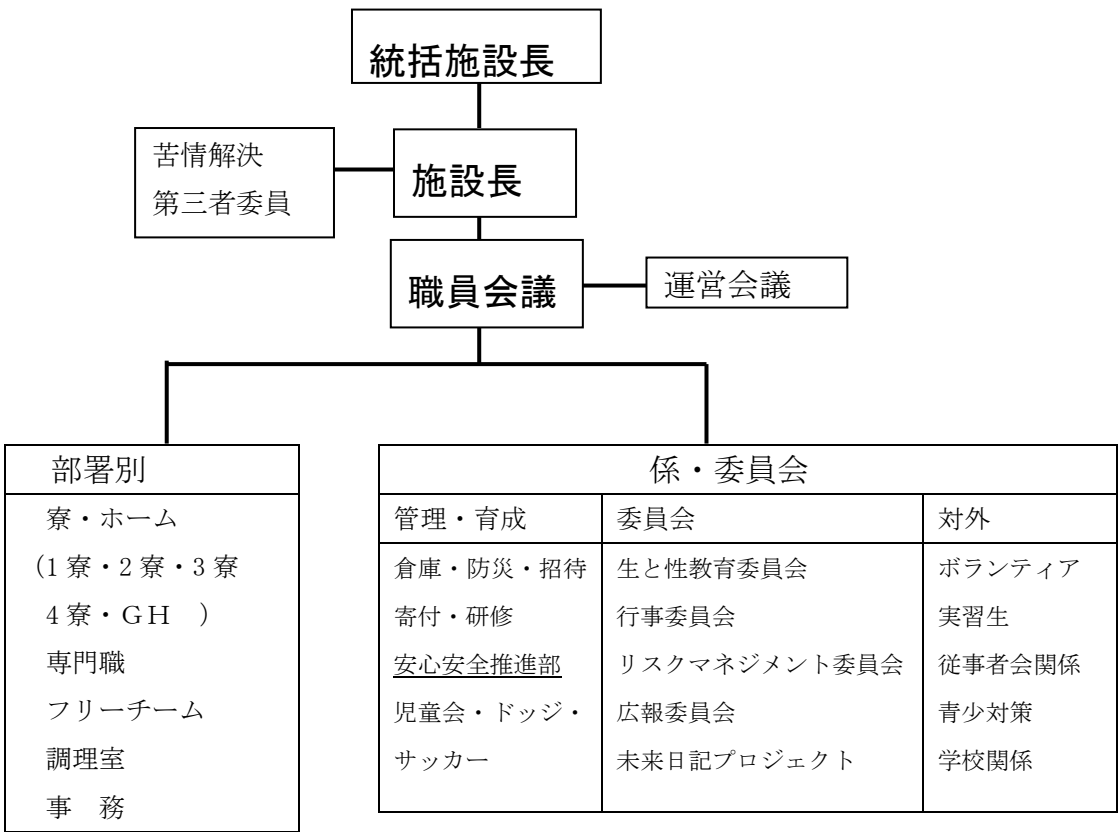 統括施設長
苦情解決
第三者委員
施設長
職員会議
運営会議
部署別
寮・ホーム
(1寮・2寮・3寮
4寮・GH )
専門職
フリーチーム
調理室
事 務
係・委員会
管理・育成
倉庫・防災・招待
寄付・研修
安心安全推進部
児童会・ドッジ・
サッカー
委員会
生と性教育委員会
行事委員会
リスクマネジメント委員会
広報委員会
未来日記プロジェクト
対外
ボランティア
実習生
従事者会関係
青少対策
学校関係